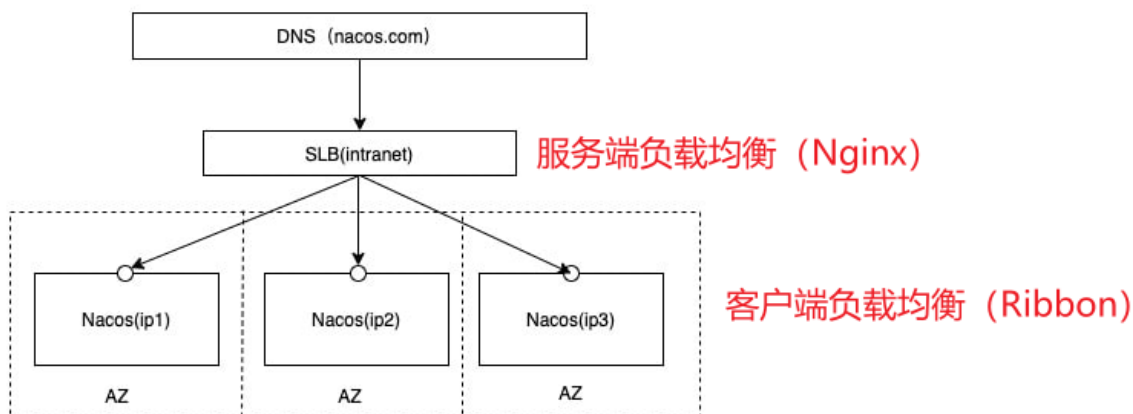 DNS（nacos.com）
SLB(intranet)
服务端负载均衡（Nginx）
Nacos(ip1)
Nacos(ip2)
Nacos(ip3)
客户端负载均衡（Ribbon）
AZ
AZ
AZ